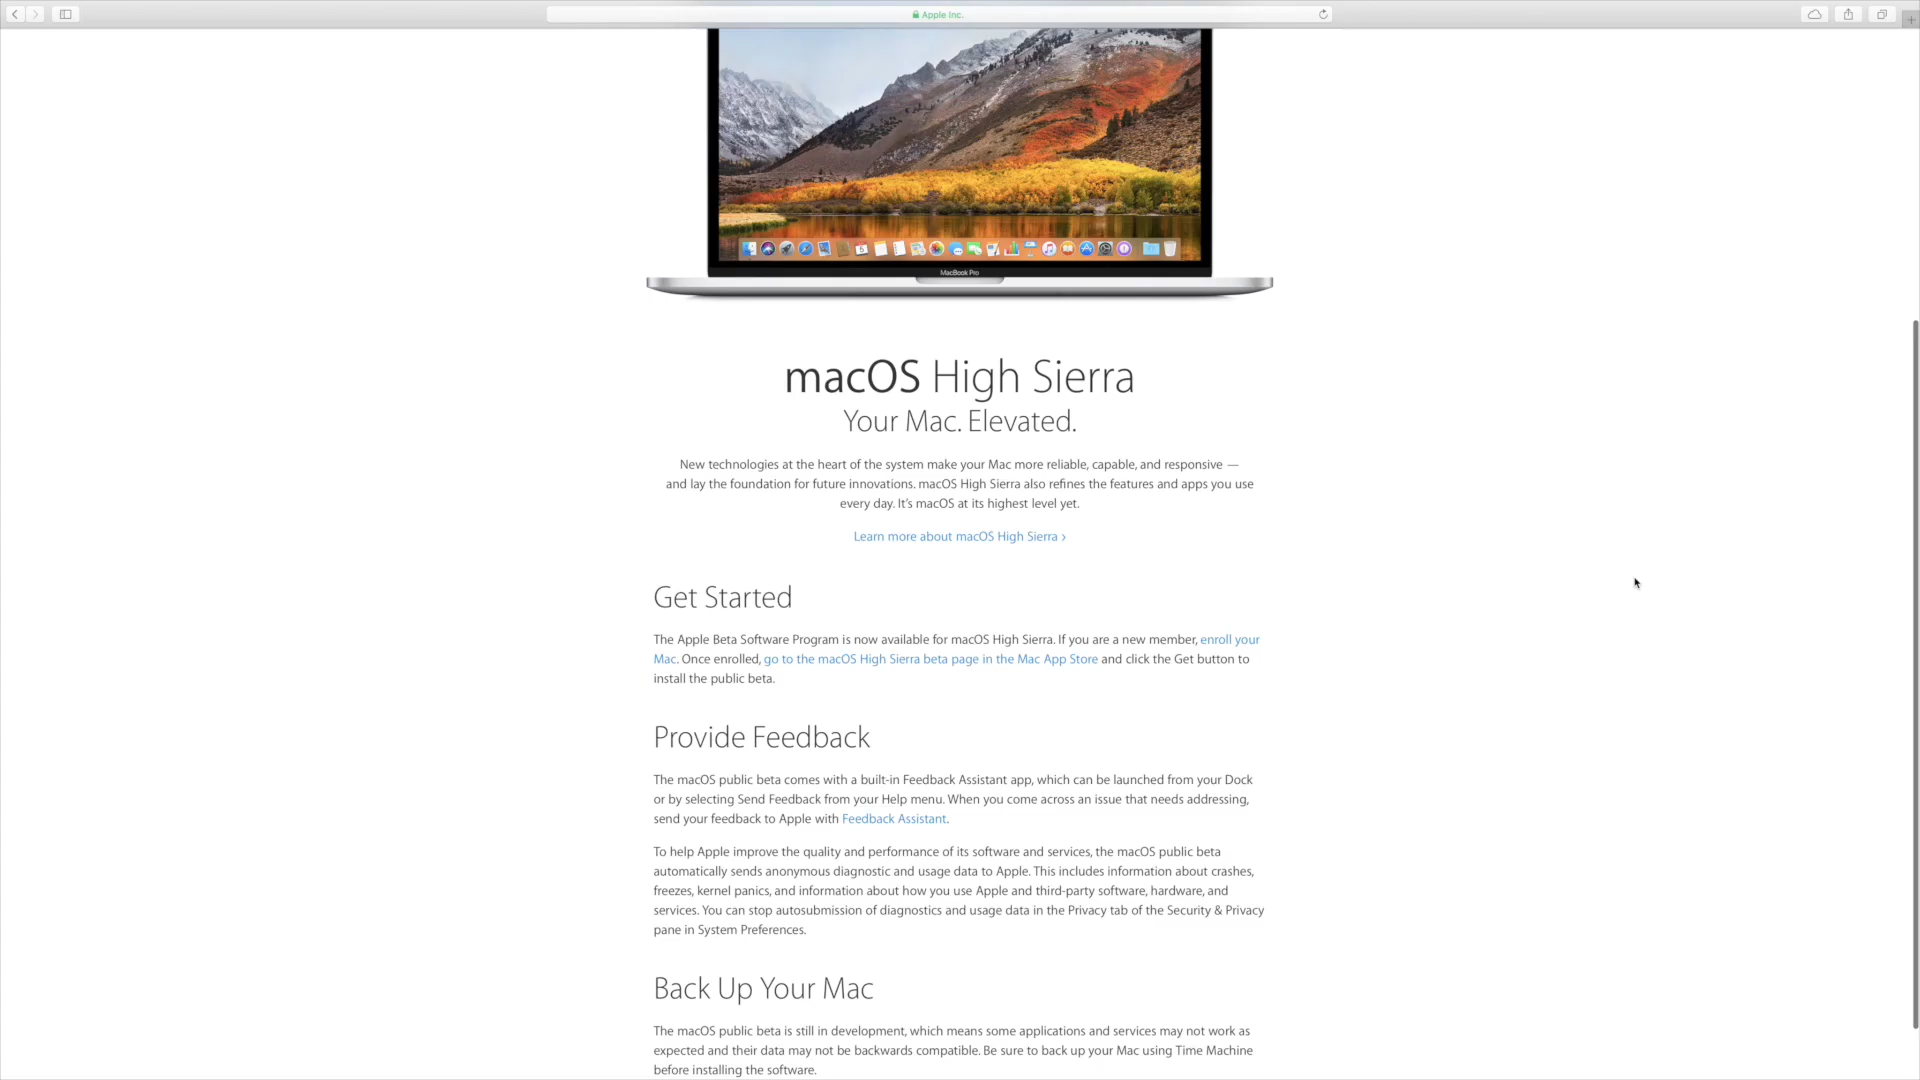 Apple Inc.
MacBook Pro
macOS High Sierra
Your Mac. Elevated.
New technologies at the heart of the system make your Mac more reliable, capable, and responsive —
and lay the foundation for future innovations. macOS High Sierra also refines the features and apps you use
every day. It’s macOS at its highest level yet.
Learn more about macOS High Sierra ›
Get Started
The Apple Beta Software Program is now available for macOS High Sierra. If you are a new member, enroll your
Mac. Once enrolled, go to the macOS High Sierra beta page in the Mac App Store and click the Get button to
install the public beta.
Provide Feedback
The macOS public beta comes with a built-in Feedback Assistant app, which can be launched from your Dock
or by selecting Send Feedback from your Help menu. When you come across an issue that needs addressing,
send your feedback to Apple with Feedback Assistant.
To help Apple improve the quality and performance of its software and services, the macOS public beta
automatically sends anonymous diagnostic and usage data to Apple. This includes information about crashes,
freezes, kernel panics, and information about how you use Apple and third-party software, hardware, and
services. You can stop autosubmission of diagnostics and usage data in the Privacy tab of the Security & Privacy
pane in System Preferences.
Back Up Your Mac
The macOS public beta is still in development, which means some applications and services may not work as
expected and their data may not be backwards compatible. Be sure to back up your Mac using Time Machine
before installing the software.